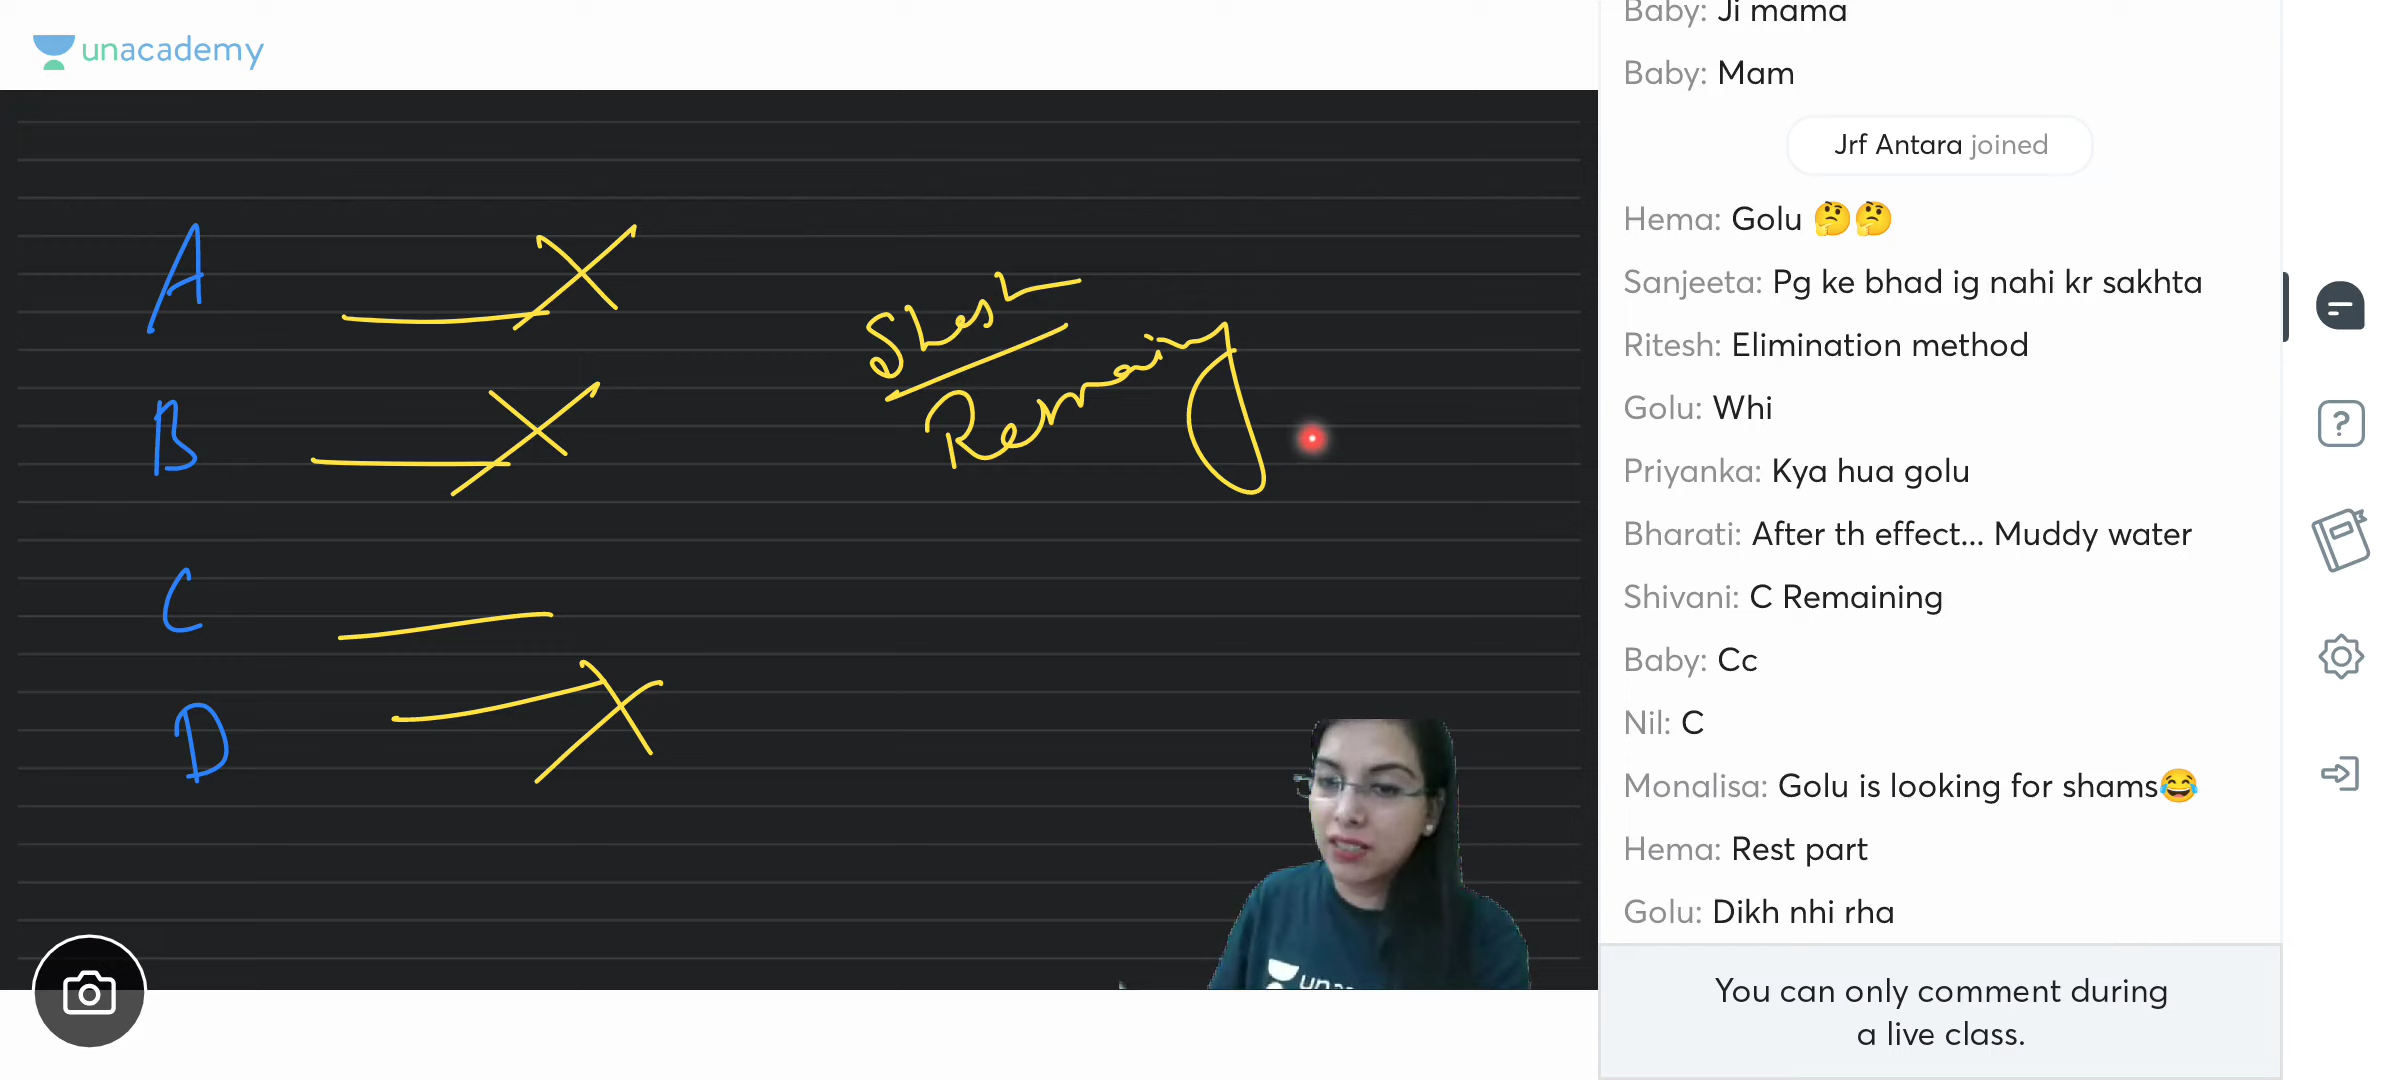 unacademy
A
B
C
D
Shesh
Remaining
un
Baby: Ji mama
Baby: Mam
Jrf Antara joined
Hema: Golu 🤔🤔
Sanjeeta: Pg ke bhad ig nahi kr sakhta
Ritesh: Elimination method
Golu: Whi
Priyanka: Kya hua golu
Bharati: After th effect... Muddy water
Shivani: C Remaining
Baby: Cc
Nil: C
Monalisa: Golu is looking for shams😂
Hema: Rest part
Golu: Dikh nhi rha
You can only comment during
a live class.
?